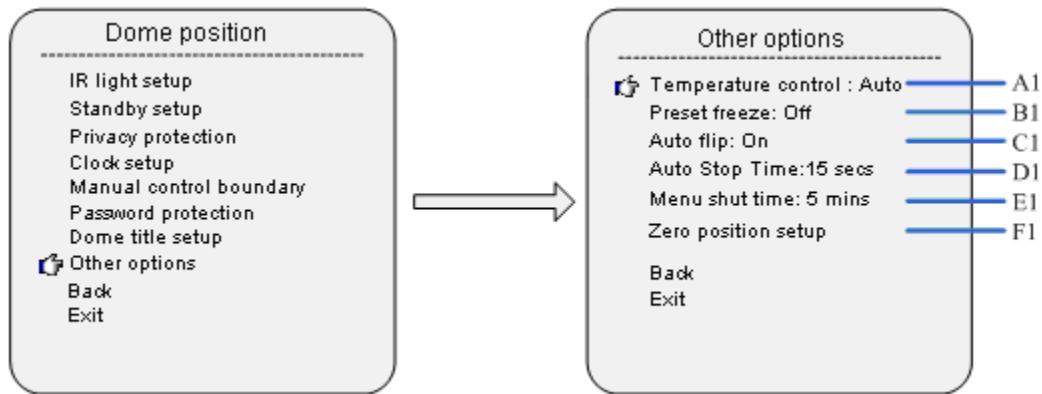 Dome position
IR light setup
Standby setup
Privacy protection
Clock setup
Manual control boundary
Password protection
Dome title setup
Other options
Back
Exit
Other options
Temperature control : Auto
Preset freeze: Off
Auto flip: On
Auto Stop Time:15 secs
Menu shut time: 5 mins
Zero position setup
Back
Exit
A1
B1
C1
D1
E1
F1